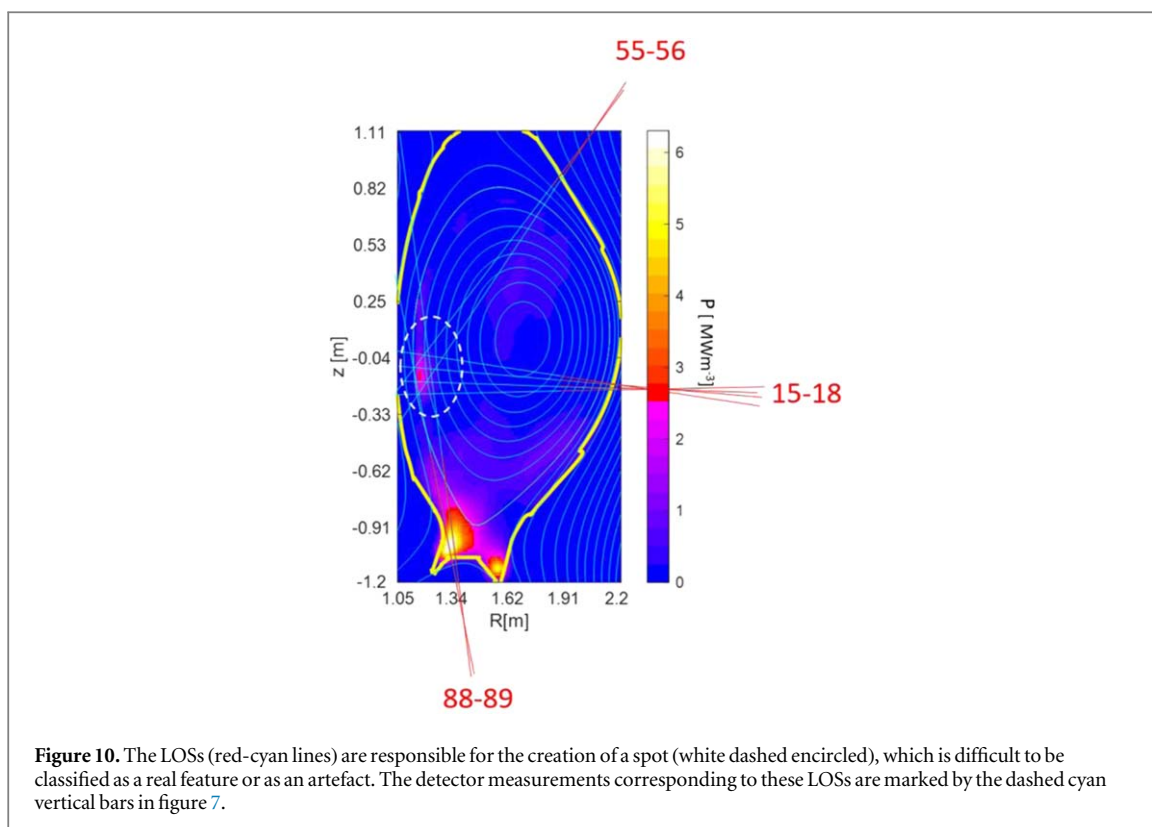 55-56
1.11
0.82
0.53
0.25
-0.04
-0.33
-0.62
-0.91
-1.2
z [m]
1.05 1.34 1.62 1.91 2.2
R[m]
6
5
4
3
2
1
0
P [ MWm-3]
15-18
88-89
Figure 10. The LOSs (red-cyan lines) are responsible for the creation of a spot (white dashed encircled), which is difficult to be
classified as a real feature or as an artefact. The detector measurements corresponding to these LOSs are marked by the dashed cyan
vertical bars in figure 7.